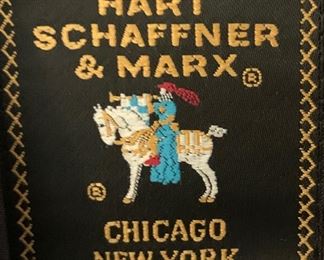 HART
SCHAFFNER
& MARX ®
®
CHICAGO
NEW YORK